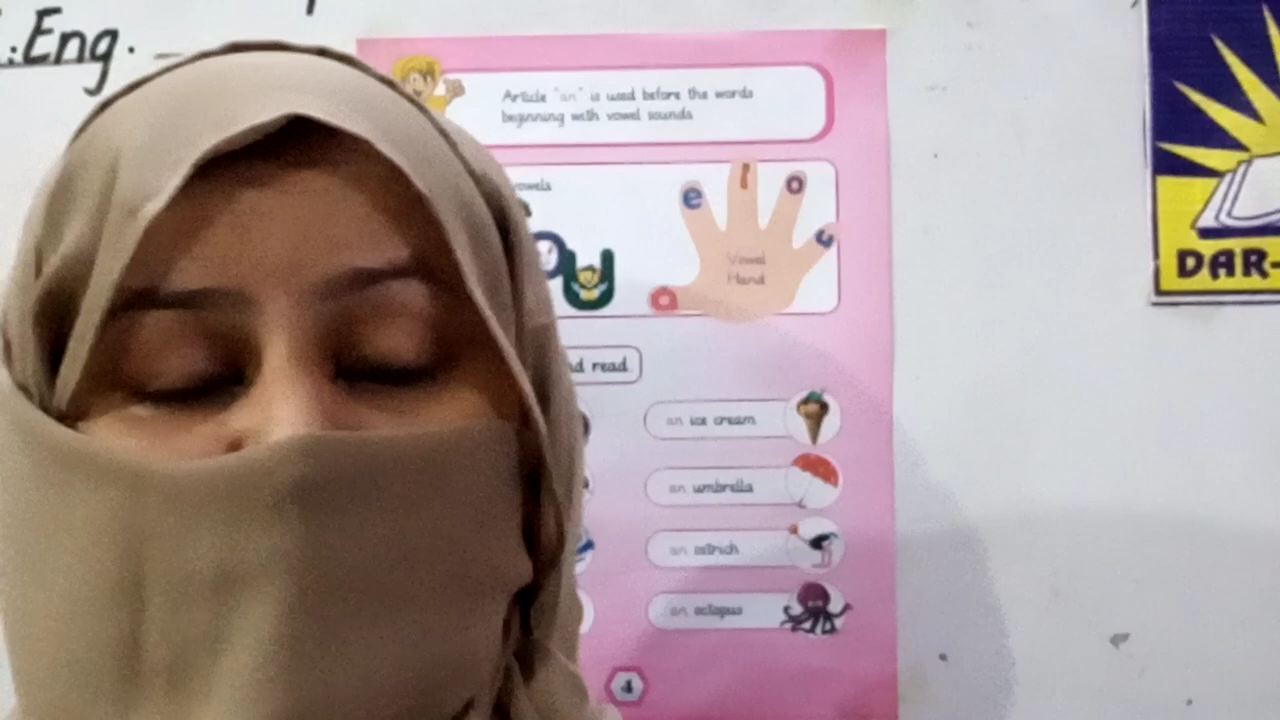 :Eng.
Article "an" is used before the words
beginning with vowel sounds
vowels
e i o u a
Vowel
Hand
U
d read
an ice cream
an umbrella
an ostrich
an octopus
4
DAR-